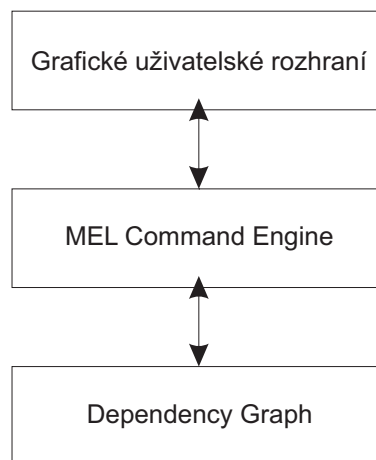 Grafické uživatelské rozhraní
MEL Command Engine
Dependency Graph